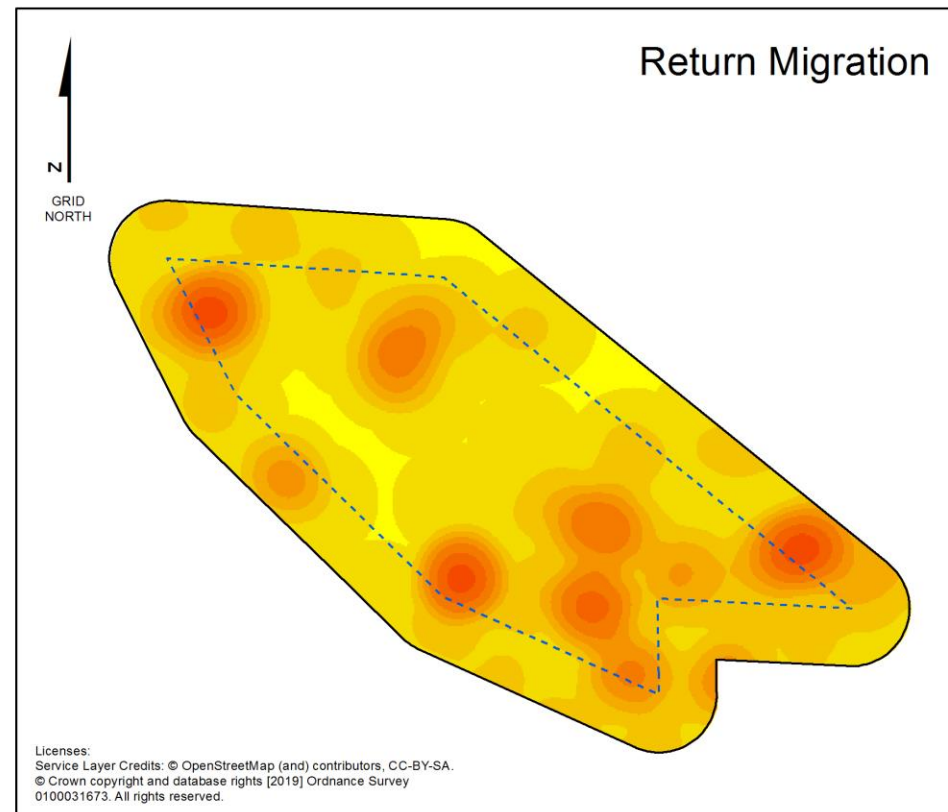 Return Migration
N
GRID
NORTH
Licenses:
Service Layer Credits: © OpenStreetMap (and) contributors, CC-BY-SA.
© Crown copyright and database rights [2019] Ordnance Survey
0100031673. All rights reserved.